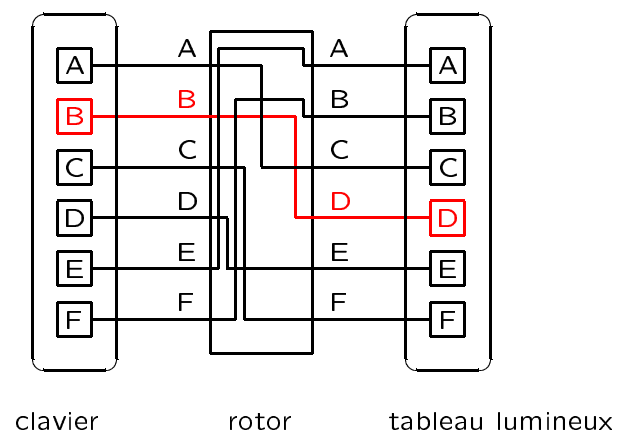 A A A A
B B B B
C C C C
D D D D
E E E E
F F F F
clavier rotor tableau lumineux